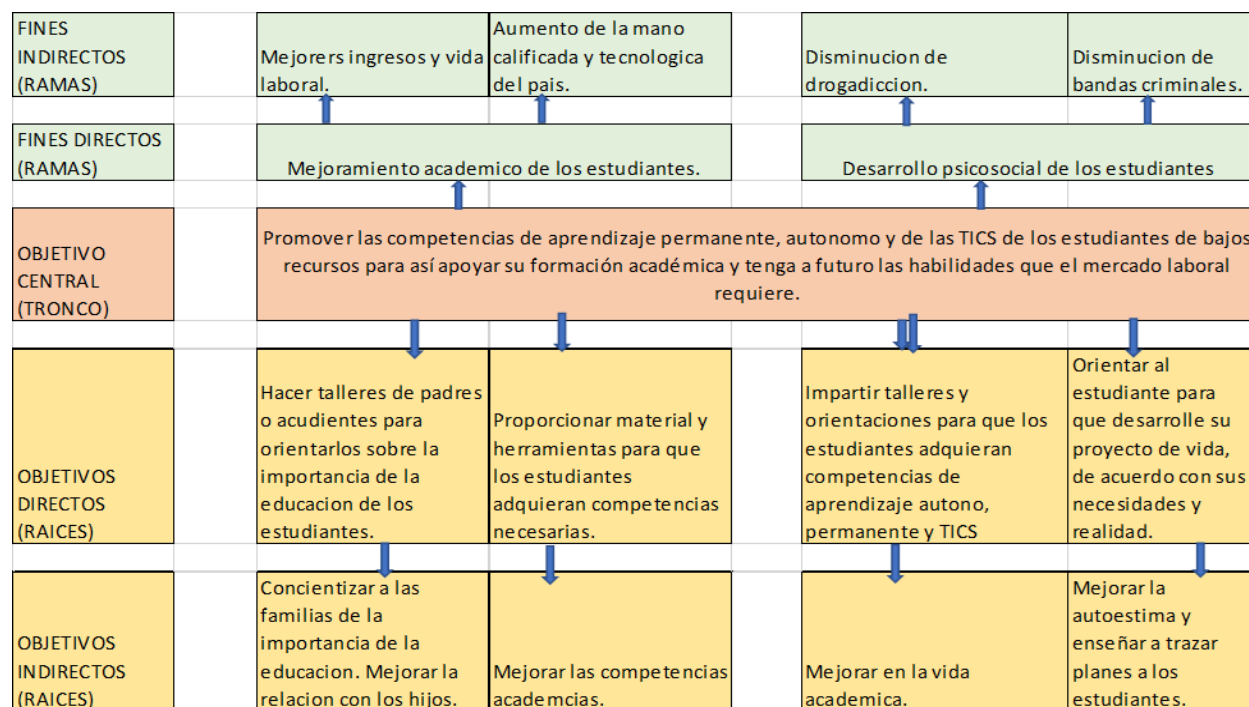 FINES
INDIRECTOS
(RAMAS)
Mejorers ingresos y vida
laboral.
Aumento de la mano
calificada y tecnologica
del pais.
Disminucion de
drogadiccion.
Disminucion de
bandas criminales.
FINES DIRECTOS
(RAMAS)
Mejoramiento academico de los estudiantes.
Desarrollo psicosocial de los estudiantes
OBJETIVO
CENTRAL
(TRONCO)
Promover las competencias de aprendizaje permanente, autonomo y de las TICS de los estudiantes de bajos
recursos para así apoyar su formación académica y tenga a futuro las habilidades que el mercado laboral
requiere.
OBJETIVOS
DIRECTOS
(RAICES)
Hacer talleres de padres
o acudientes para
orientarlos sobre la
importancia de la
educacion de los
estudiantes.
Proporcionar material y
herramientas para que
los estudiantes
adquieran competencias
necesarias.
Impartir talleres y
orientaciones para que los
estudiantes adquieran
competencias de
aprendizaje autono,
permanente y TICS
Orientar al
estudiante para
que desarrolle su
proyecto de vida,
de acuerdo con sus
necesidades y
realidad.
OBJETIVOS
INDIRECTOS
(RAICES)
Concientizar a las
familias de la
importancia de la
educacion. Mejorar la
relacion con los hijos.
Mejorar las competencias
academcias.
Mejorar en la vida
academica.
Mejorar la
autoestima y
enseñar a trazar
planes a los
estudiantes.